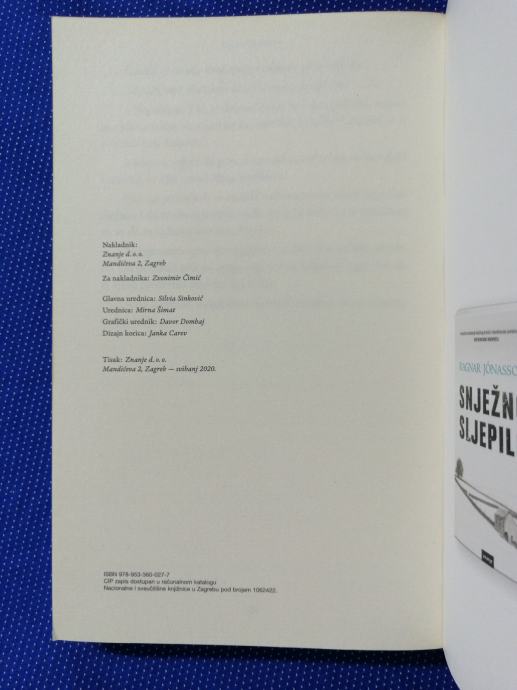 Nakladnik:
Znanje d. o. o.
Mandićeva 2, Zagreb
Za nakladnika: Zvonimir Čimić
Glavna urednica: Silvia Sinković
Urednica: Mirna Šimat
Grafički urednik: Davor Dombaj
Dizajn korica: Janka Carev
Tisak: Znanje d. o. o.
Mandićeva 2, Zagreb — svibanj 2020.
ISBN 978-953-360-027-7
CIP zapis dostupan u računalnom katalogu
Nacionalne i sveučilišne knjižnice u Zagrebu pod brojem 1062422.
RAGNAR JÓNASSO
SNJEŽN
SLJEPIL